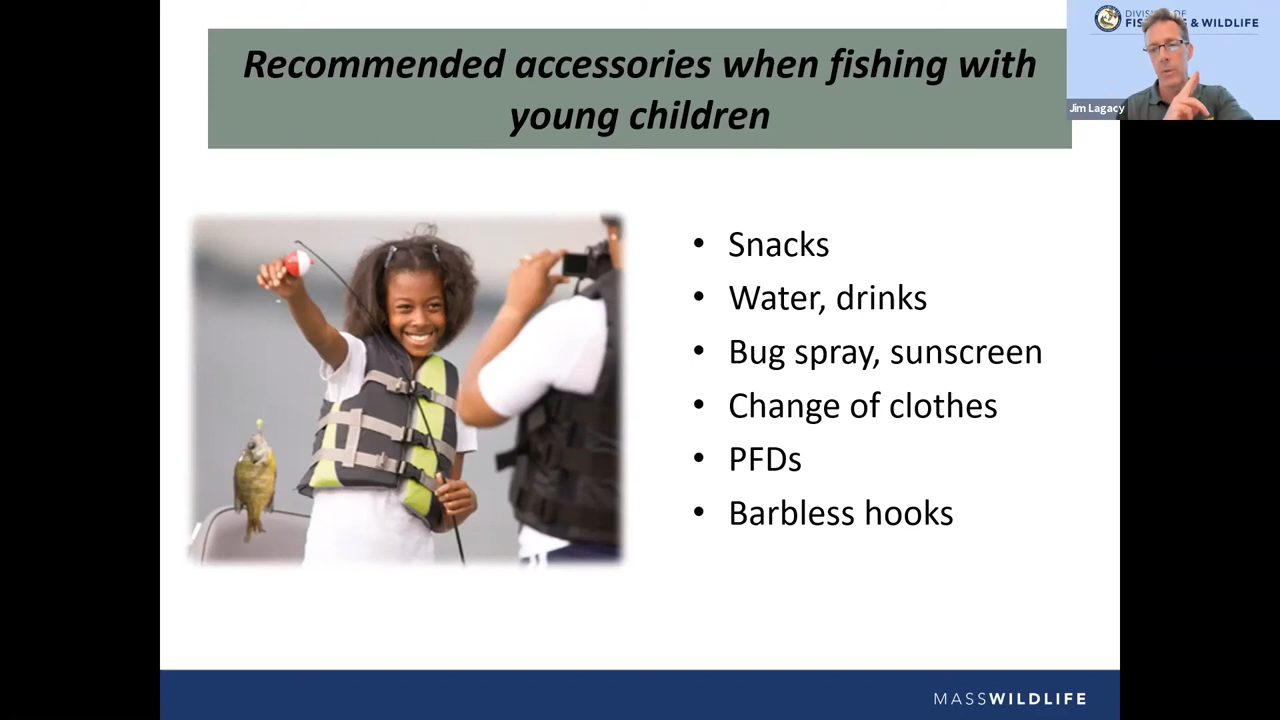 Recommended accessories when fishing with
young children
DIVISION OF
& WILDLIFE
Jim Lagacy
• Snacks
• Water, drinks
• Bug spray, sunscreen
• Change of clothes
• PFDs
• Barbless hooks
MASSWILDLIFE